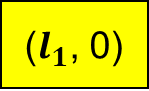 (l₁, 0)